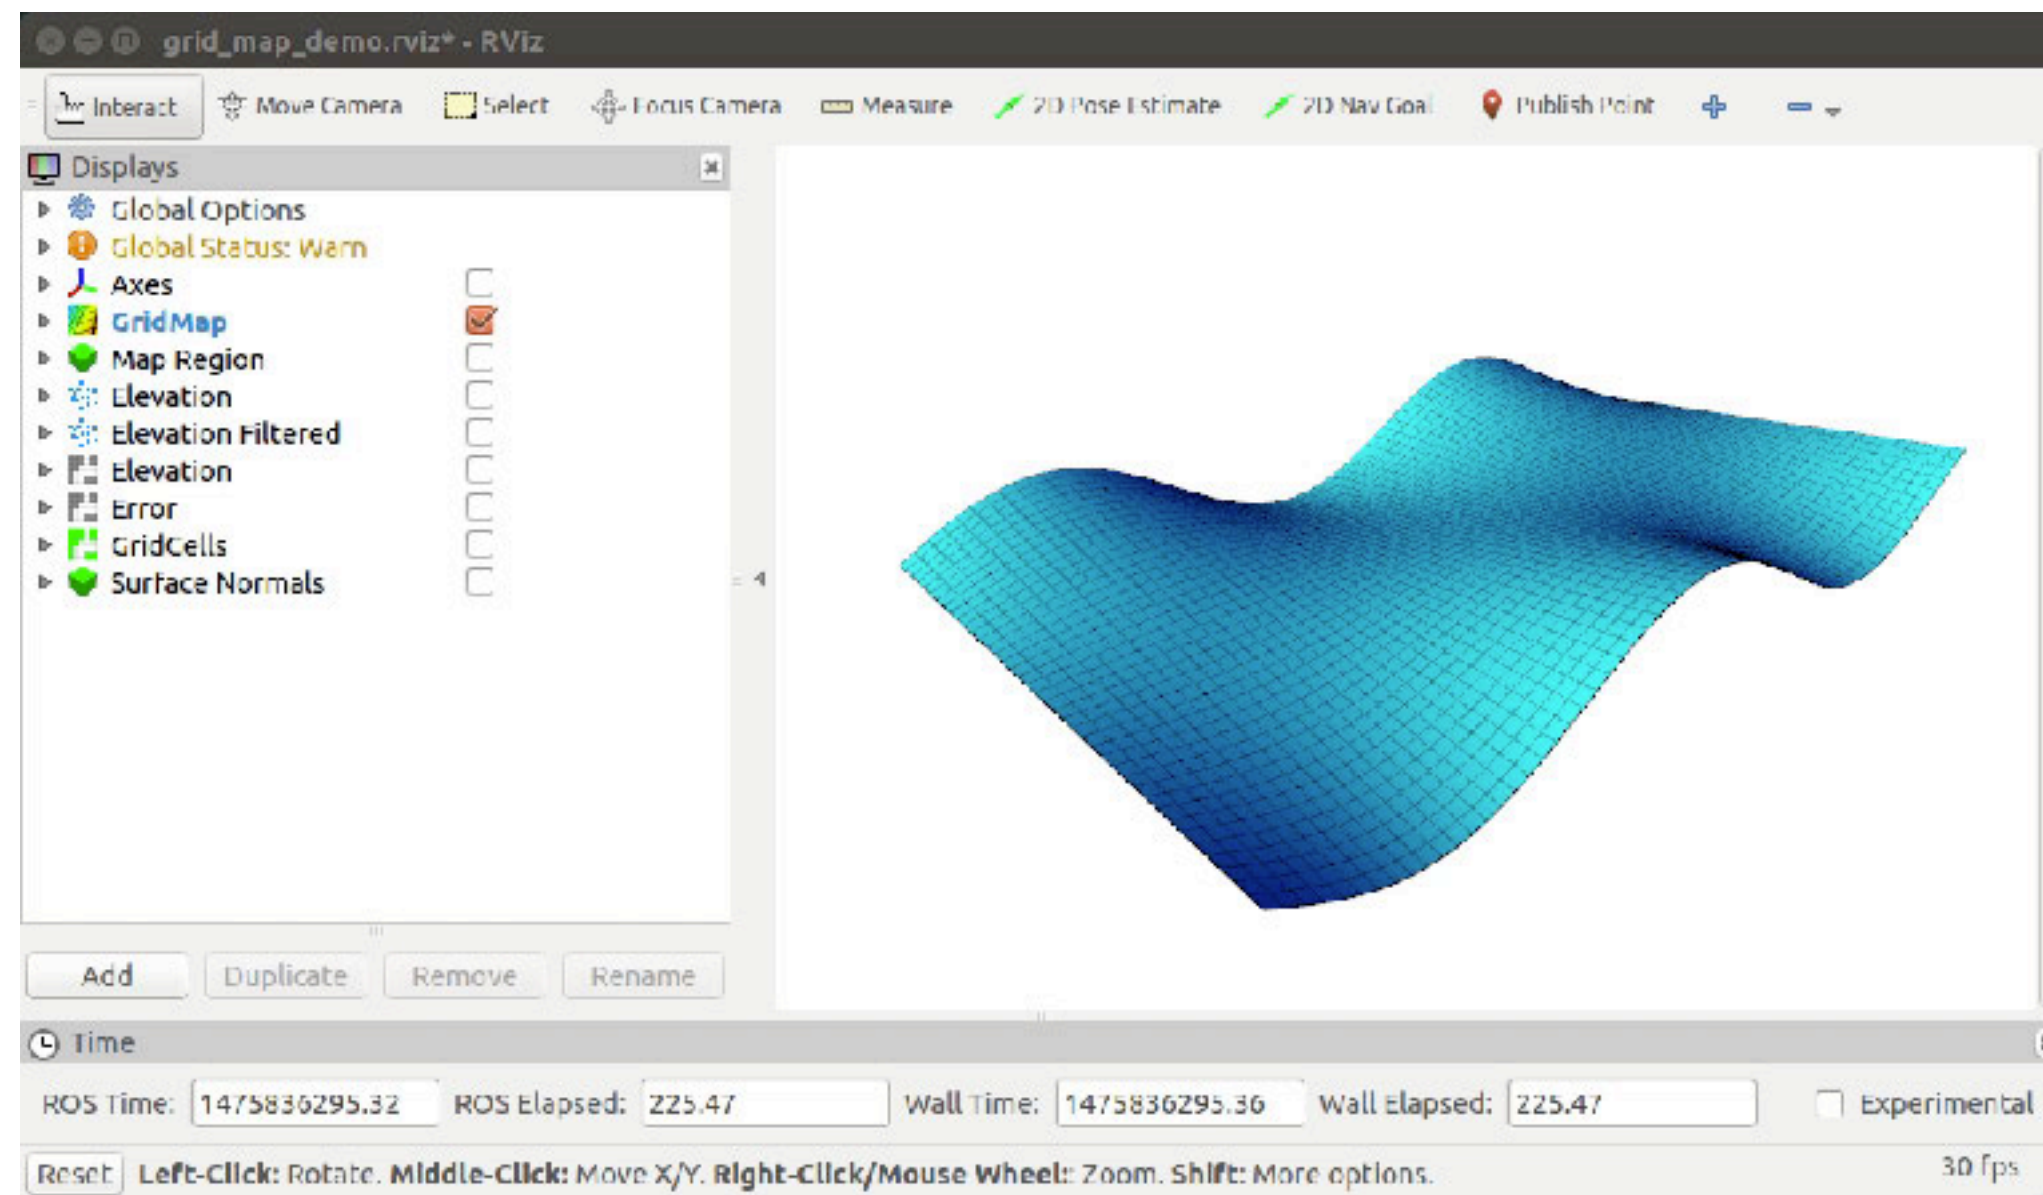 grid_map_demo.rviz* - RViz
Interact Move Camera Select Focus Camera Measure 2D Pose Estimate 2D Nav Goal Publish Point
Displays
Global Options
Global Status: Warn
Axes
GridMap
Map Region
Elevation
Elevation Filtered
Elevation
Error
GridCells
Surface Normals
Add Duplicate Remove Rename
Time
ROS Time: 1475836295.32 ROS Elapsed: 225.47 Wall Time: 1475836295.36 Wall Elapsed: 225.47 Experimental
Reset Left-Click: Rotate. Middle-Click: Move X/Y. Right-Click/Mouse Wheel:: Zoom. Shift: More options. 30 fps